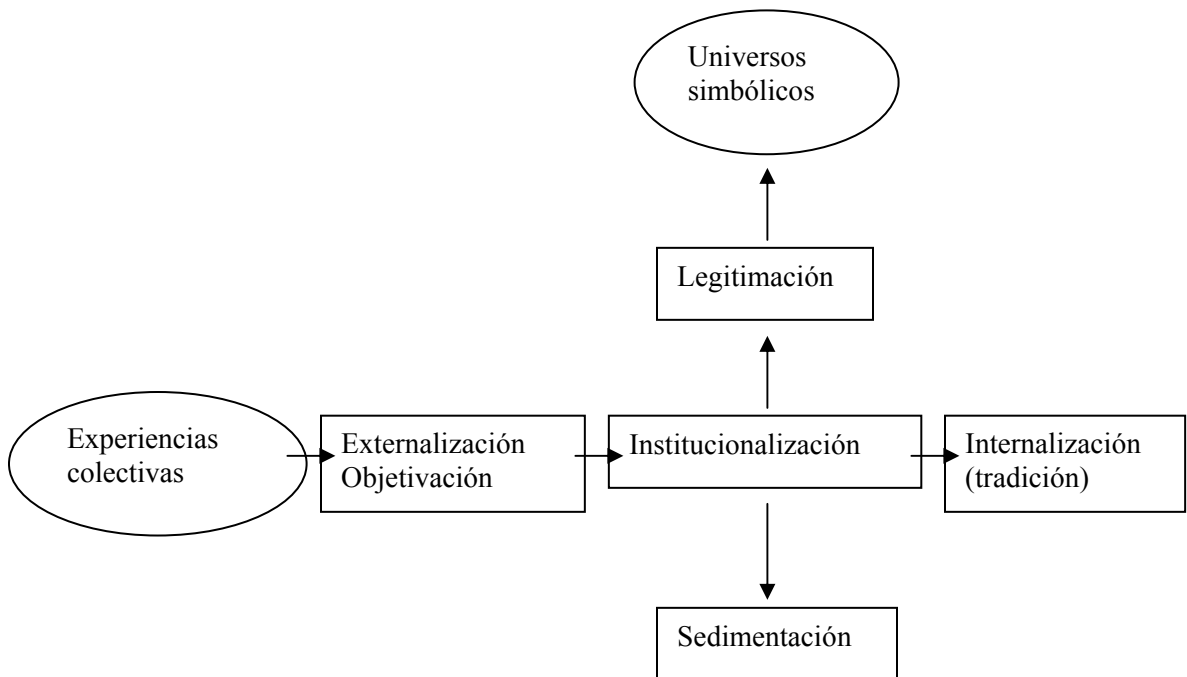 Universos
simbólicos
Legitimación
Experiencias
colectivas
Externalización
Objetivación
Institucionalización
Internalización
(tradición)
Sedimentación